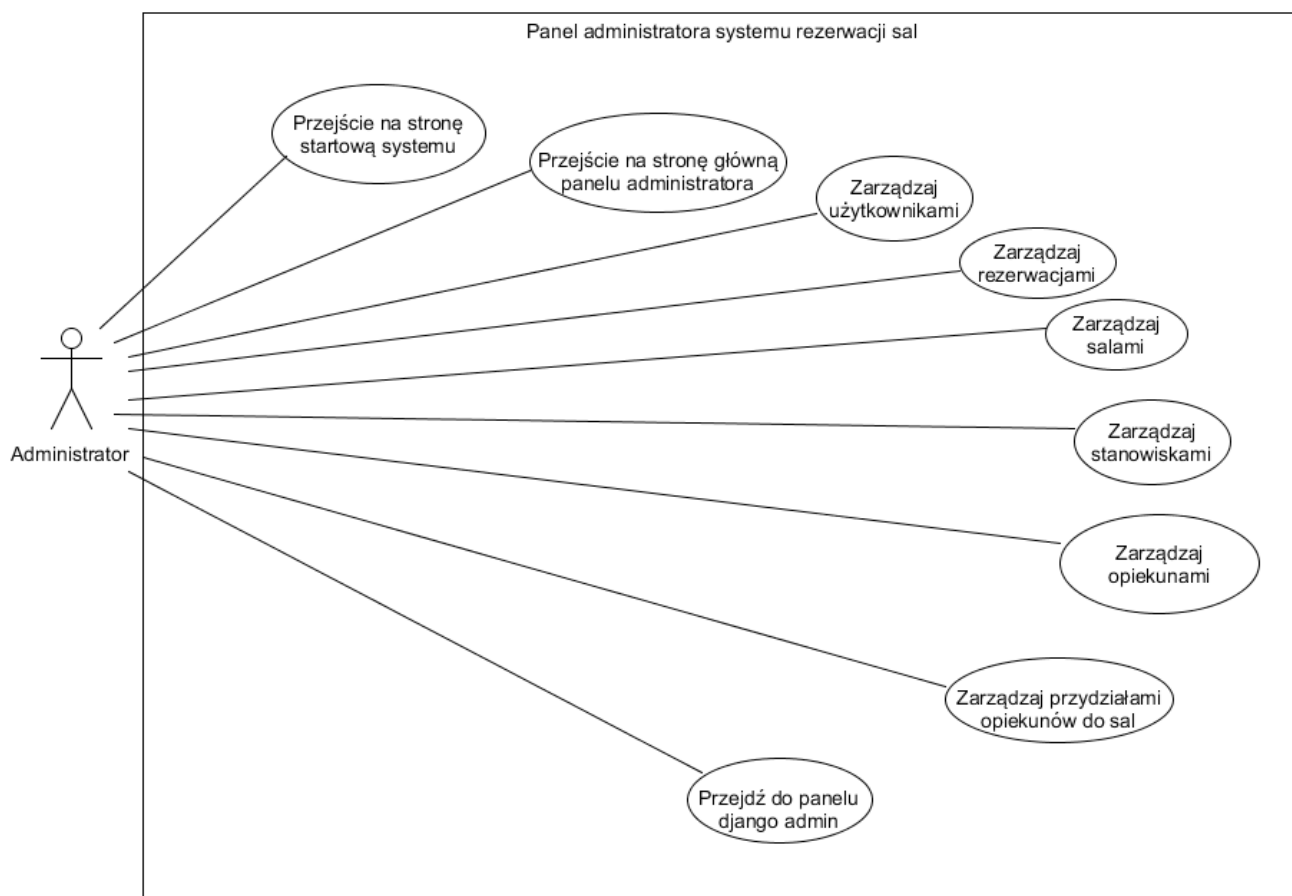 Panel administratora systemu rezerwacji sal
Przejście na stronę
startową systemu
Przejście na stronę główną
panelu administratora
Zarządzaj
użytkownikami
Zarządzaj
rezerwacjami
Zarządzaj
salami
Administrator
Zarządzaj
stanowiskami
Zarządzaj
opiekunami
Zarządzaj przydziałami
opiekunów do sal
Przejdź do panelu
django admin